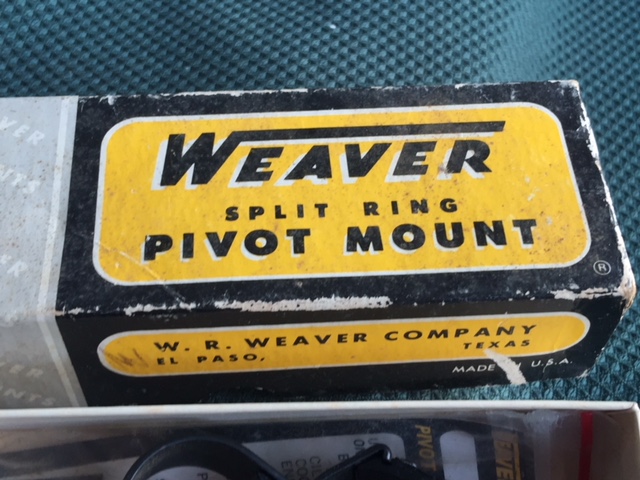 WEAVER
SPLIT RING
PIVOT MOUNT
®
W. R. WEAVER COMPANY
EL PASO, TEXAS
MADE IN U.S.A.